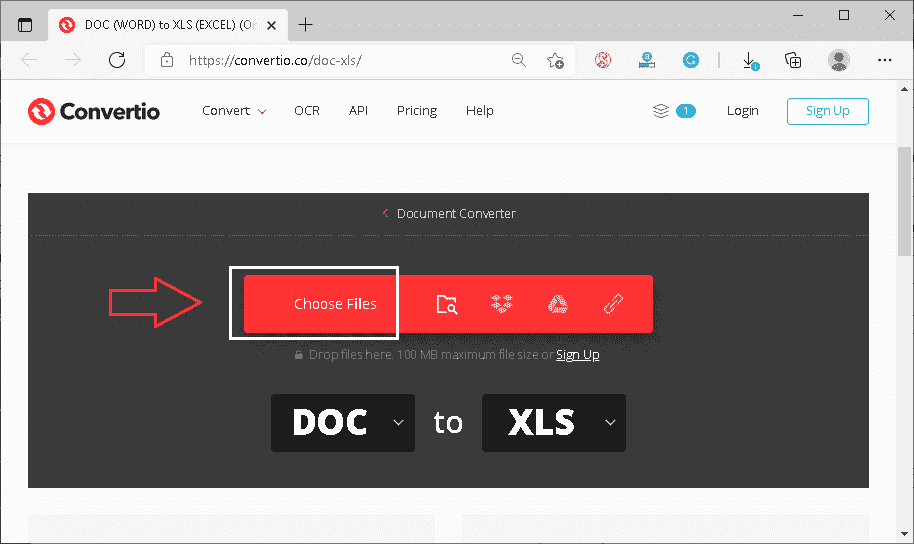 DOC (WORD) to XLS (EXCEL) (On
https://convertio.co/doc-xls/
Convertio
Convert
OCR
API
Pricing
Help
1
Login
Sign Up
Document Converter
Choose Files
Drop files here. 100 MB maximum file size or Sign Up
DOC
to
XLS